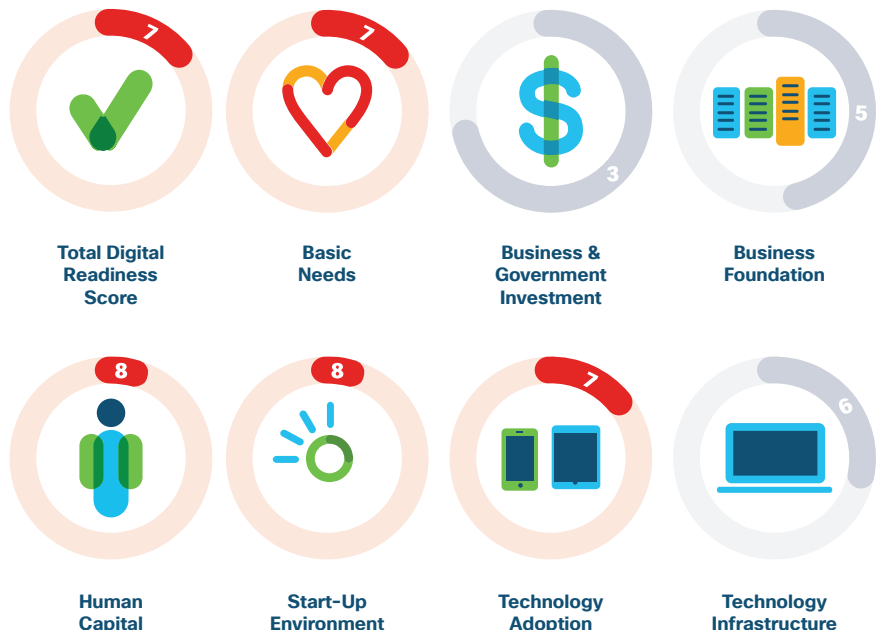 7
7
3
5
Total Digital
Readiness
Score
Basic
Needs
Business &
Government
Investment
Business
Foundation
8
8
7
6
Human
Capital
Start-Up
Environment
Technology
Adoption
Technology
Infrastructure